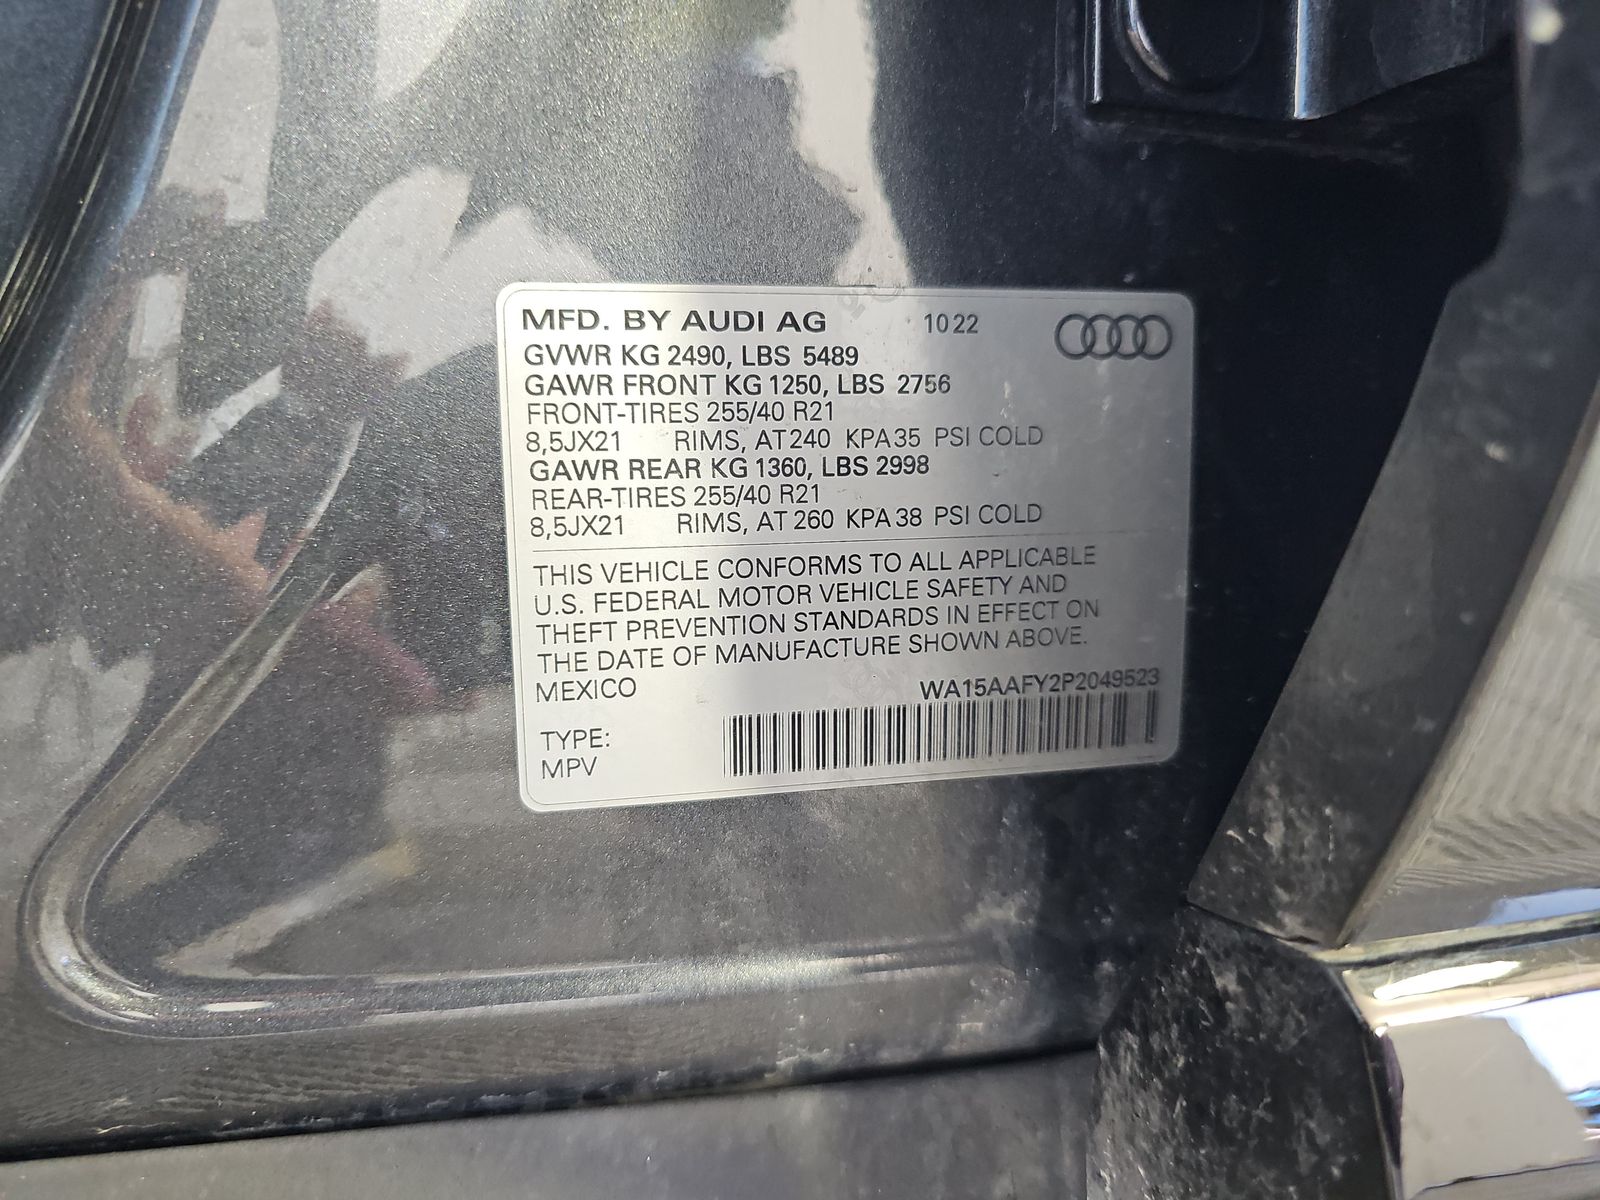 MFD. BY AUDI AG 10 22
GVWR KG 2490, LBS 5489
GAWR FRONT KG 1250, LBS 2756
FRONT-TIRES 255/40 R21
8,5JX21 RIMS, AT 240 KPA 35 PSI COLD
GAWR REAR KG 1360, LBS 2998
REAR-TIRES 255/40 R21
8,5JX21 RIMS, AT 260 KPA 38 PSI COLD
THIS VEHICLE CONFORMS TO ALL APPLICABLE
U.S. FEDERAL MOTOR VEHICLE SAFETY AND
THEFT PREVENTION STANDARDS IN EFFECT ON
THE DATE OF MANUFACTURE SHOWN ABOVE.
MEXICO WA15AAFY2P2049523
TYPE:
MPV